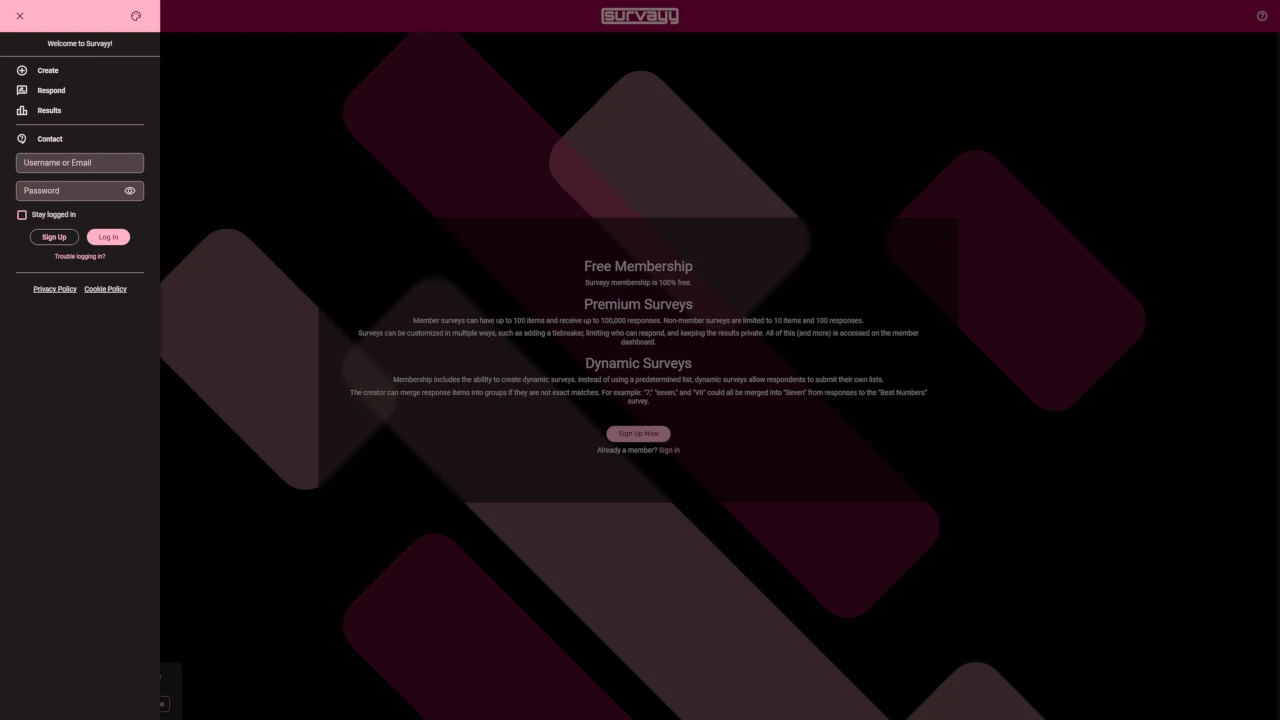 survayy
Welcome to Survayy!
Create
Respond
Results
Contact
Username or Email
Password
Stay logged in
Sign Up
Log In
Trouble logging in?
Privacy Policy
Cookie Policy
Free Membership
Survayy membership is 100% free.
Premium Surveys
Member surveys can have up to 100 items and receive up to 100,000 responses. Non-member surveys are limited to 10 items and 100 responses.
Surveys can be customized in multiple ways, such as adding a tiebreaker, limiting who can respond, and keeping the results private. All of this (and more) is accessed on the member
dashboard.
Dynamic Surveys
Membership includes the ability to create dynamic surveys. Instead of using a predetermined list, dynamic surveys allow respondents to submit their own lists.
The creator can merge response items into groups if they are not exact matches. For example: "7," "seven," and "VII" could all be merged into "Seven" from responses to the "Best Numbers"
survey.
Sign Up Now
Already a member? Sign in